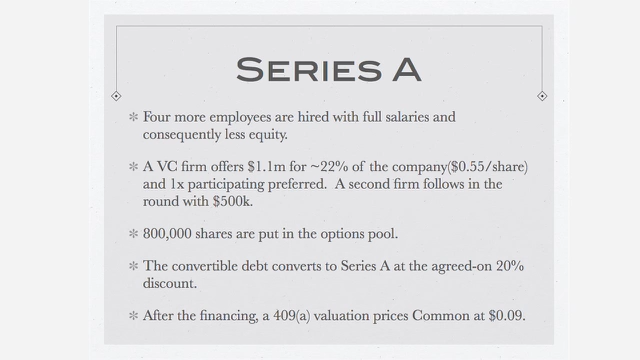 SERIES A
✻ Four more employees are hired with full salaries and
consequently less equity.
✻ A VC firm offers $1.1m for ~22% of the company($0.55/share)
and 1x participating preferred. A second firm follows in the
round with $500k.
✻ 800,000 shares are put in the options pool.
✻ The convertible debt converts to Series A at the agreed-on 20%
discount.
✻ After the financing, a 409(a) valuation prices Common at $0.09.